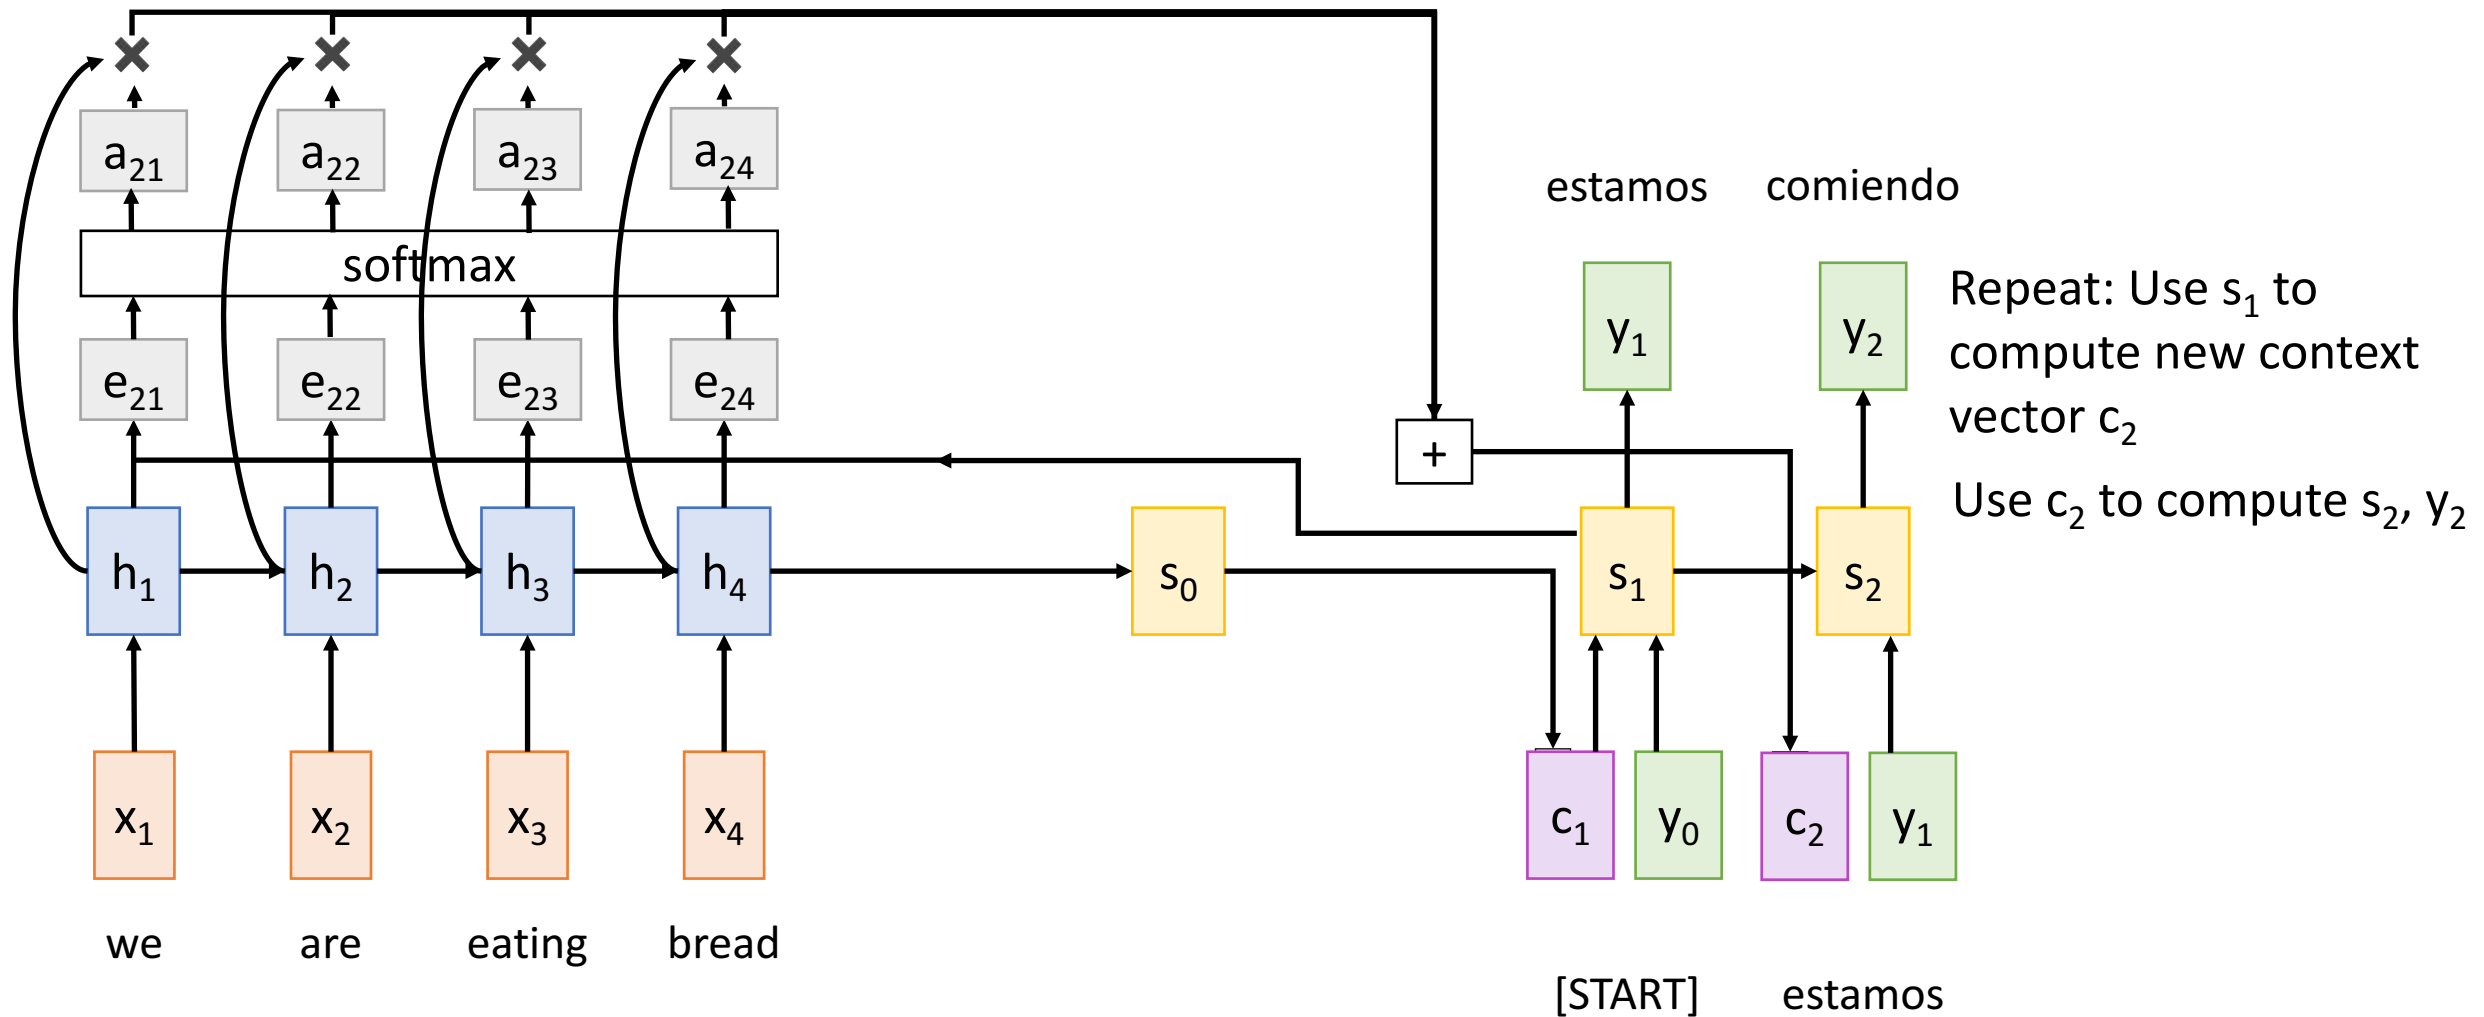 a₂₁ a₂₂ a₂₃ a₂₄
estamos comiendo
softmax
Repeat: Use s₁ to
compute new context
vector c₂
y₁ y₂
e₂₁ e₂₂ e₂₃ e₂₄
+
Use c₂ to compute s₂, y₂
h₁ h₂ h₃ h₄ s₀ s₁ s₂
x₁ x₂ x₃ x₄ c₁ y₀ c₂ y₁
we are eating bread
[START] estamos